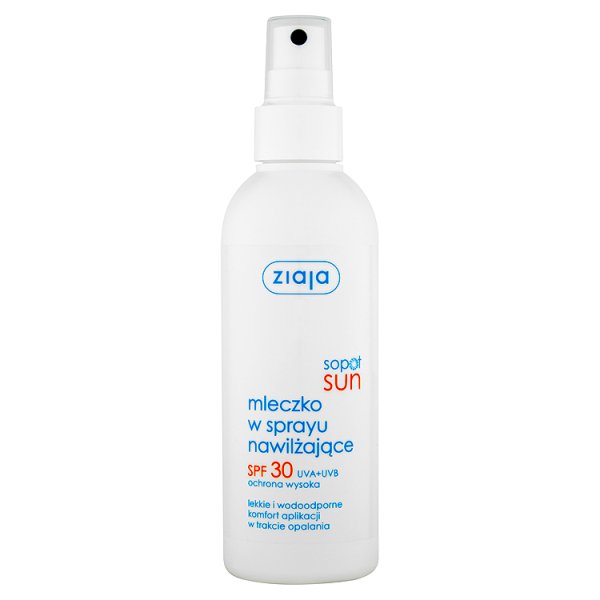 ziaja
sopot
sun
mleczko
w sprayu
nawilżające
SPF 30 UVA+UVB
ochrona wysoka
lekkie i wodoodporne
komfort aplikacji
w trakcie opalania